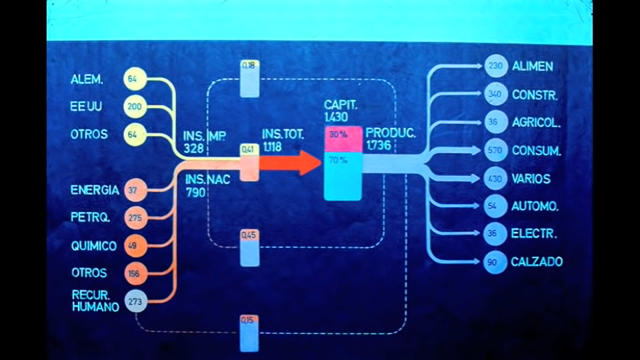 ALEM. 64
EE UU 200
OTROS 64
ENERGIA 37
PETRQ. 275
QUIMICO 49
OTROS 156
RECUR.
HUMANO 273
INS. IMP.
328
INS. NAC
790
0,18
0,41
0,45
0,15
INS. TOT.
1,118
CAPIT.
1,430
30%
70%
PRODUC.
1,736
230 ALIMEN
340 CONSTR.
36 AGRICOL.
570 CONSUM.
430 VARIOS
54 AUTOMO.
36 ELECTR.
90 CALZADO